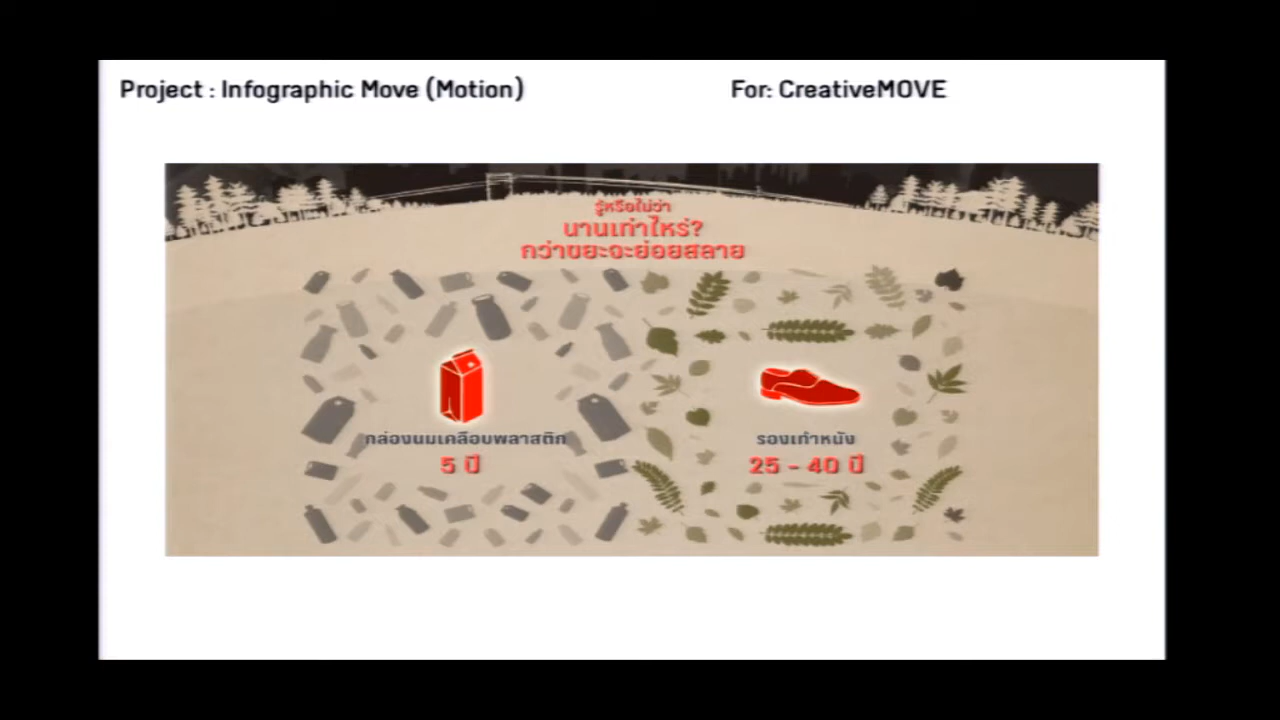 Project : Infographic Move (Motion)
For: CreativeMOVE
รู้หรือไม่ว่า
นานเท่าไหร่?
กว่าขยะจะย่อยสลาย
กล่องนมเคลือบพลาสติก
5 ปี
รองเท้าหนัง
25 - 40 ปี